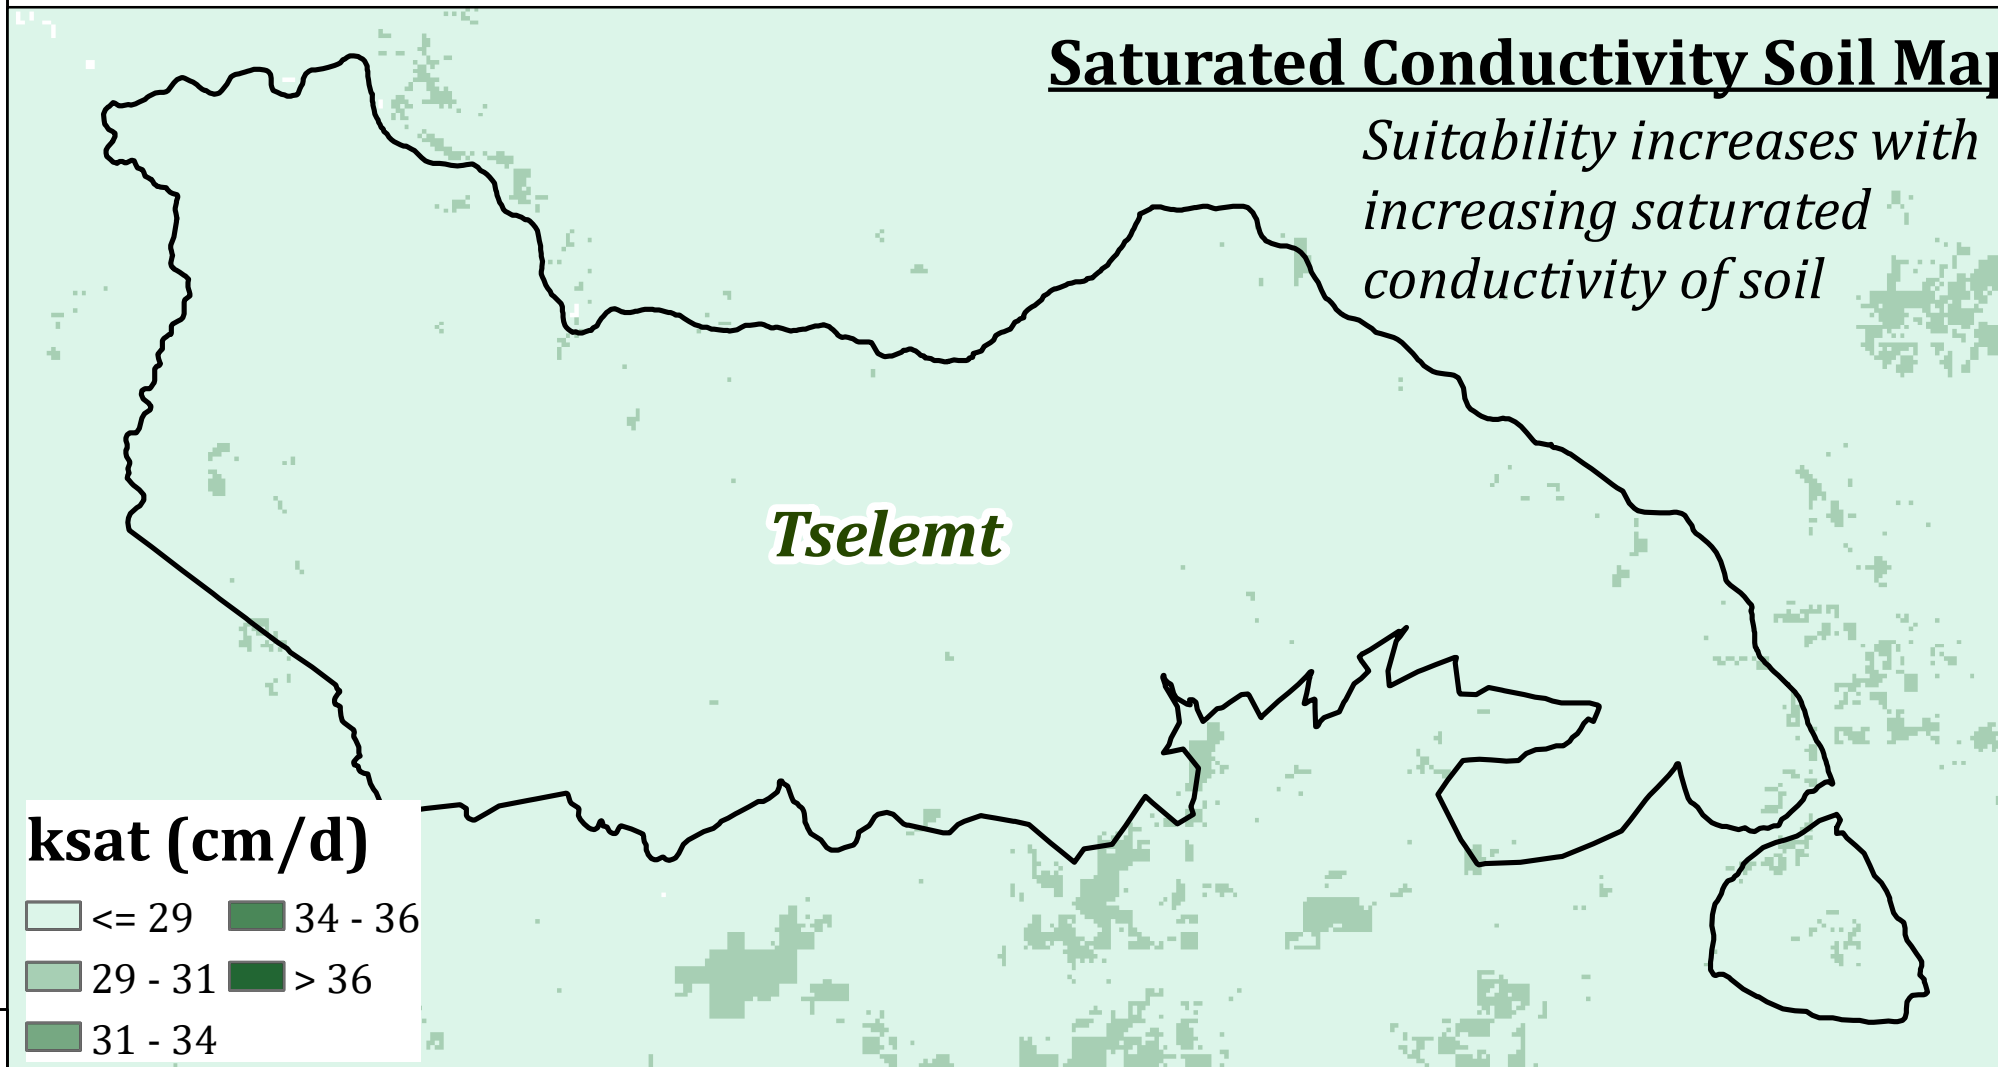 Saturated Conductivity Soil Map
Suitability increases with
increasing saturated
conductivity of soil
Tselemt
ksat (cm/d)
<= 29
34 - 36
29 - 31
> 36
31 - 34